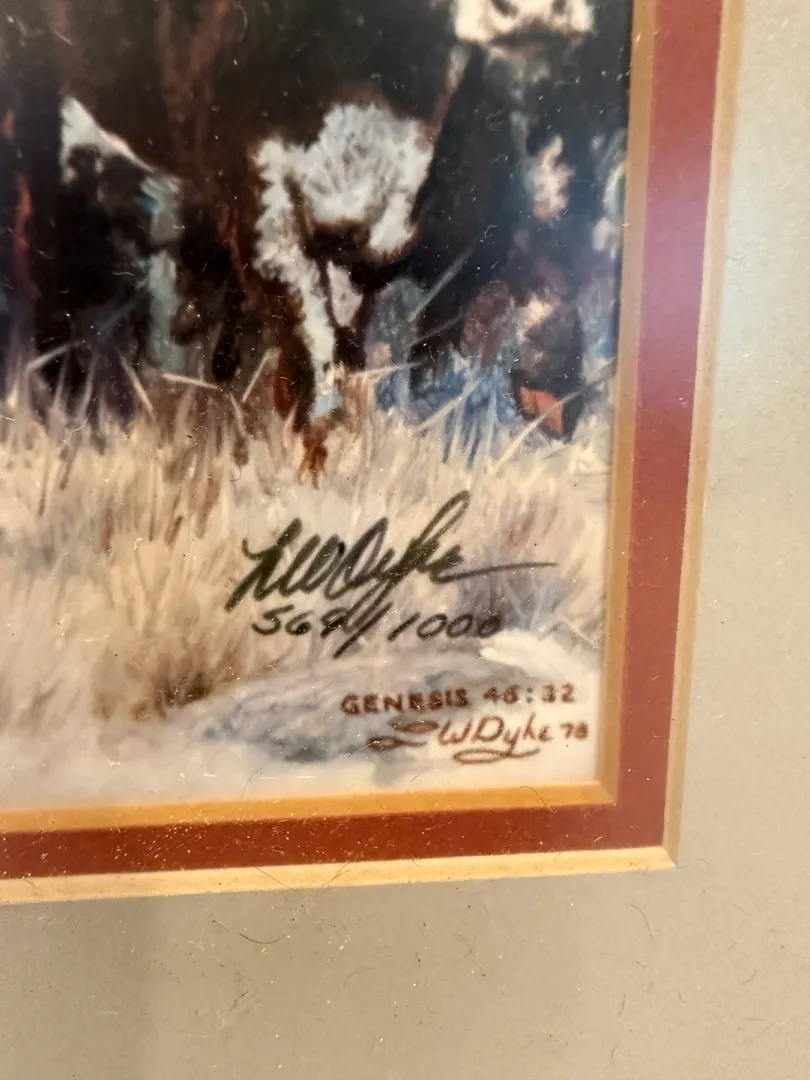 LWDyke
569/1000
GENESIS 46:32
LWDyke 78